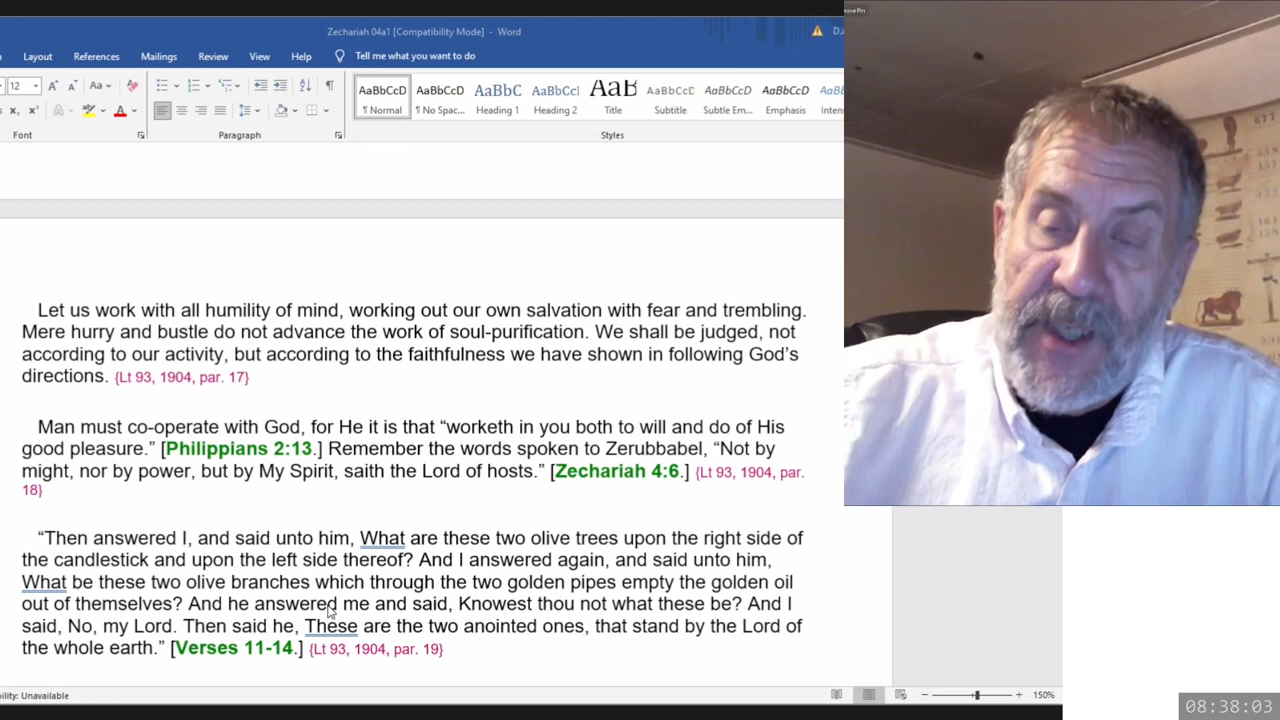 move Pin
Zechariah 04a1 [Compatibility Mode] - Word
Layout References Mailings Review View Help Tell me what you want to do
12 Aa
AaBbCcD AaBbCcD AaBbC AaBbCcI AaB AaBbCcD AaBbCcD AaBbCcD AaBbC
¶ Normal ¶ No Spac... Heading 1 Heading 2 Title Subtitle Subtle Em... Emphasis Inten
Font Paragraph Styles
Let us work with all humility of mind, working out our own salvation with fear and trembling.
Mere hurry and bustle do not advance the work of soul-purification. We shall be judged, not
according to our activity, but according to the faithfulness we have shown in following God’s
directions. {Lt 93, 1904, par. 17}
Man must co-operate with God, for He it is that “worketh in you both to will and do of His
good pleasure.” [Philippians 2:13.] Remember the words spoken to Zerubbabel, “Not by
might, nor by power, but by My Spirit, saith the Lord of hosts.” [Zechariah 4:6.] {Lt 93, 1904, par.
18}
“Then answered I, and said unto him, What are these two olive trees upon the right side of
the candlestick and upon the left side thereof? And I answered again, and said unto him,
What be these two olive branches which through the two golden pipes empty the golden oil
out of themselves? And he answered me and said, Knowest thou not what these be? And I
said, No, my Lord. Then said he, These are the two anointed ones, that stand by the Lord of
the whole earth.” [Verses 11-14.] {Lt 93, 1904, par. 19}
bility: Unavailable
150%
08:38:03